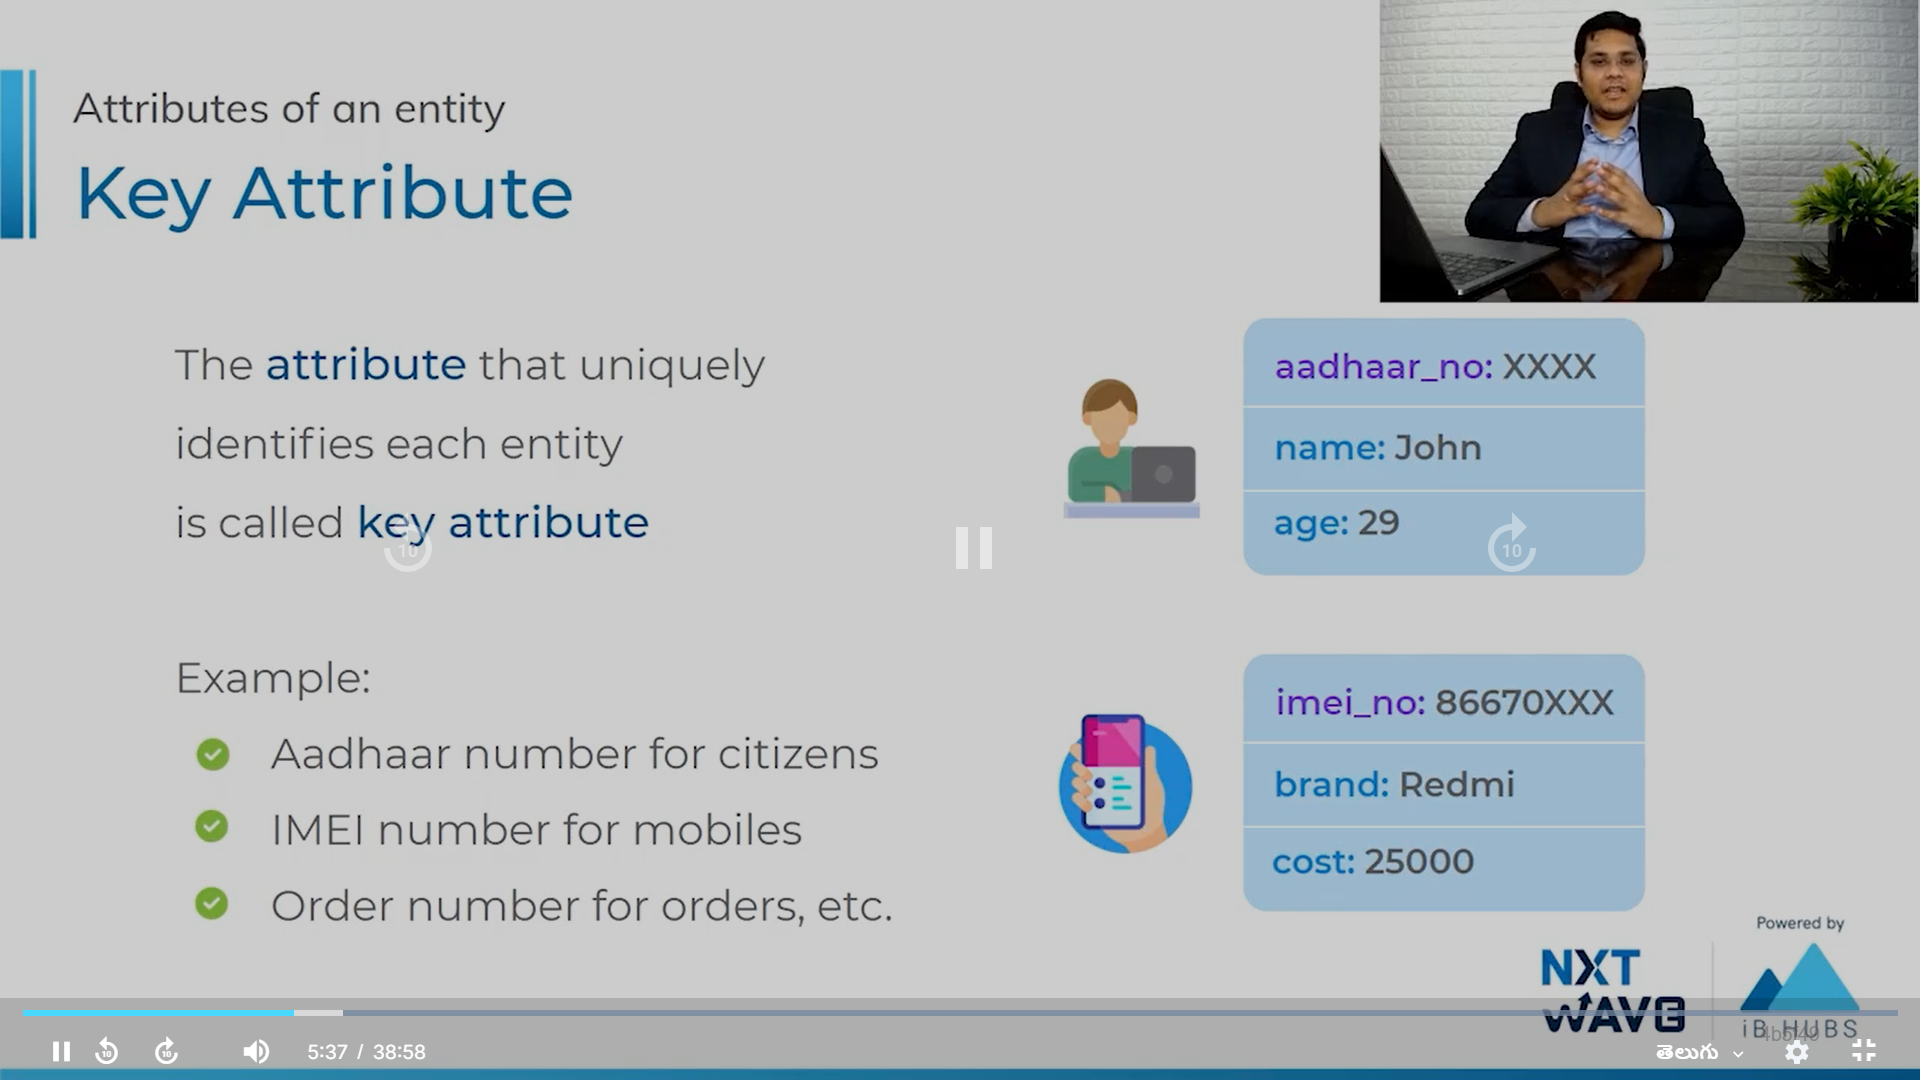 Attributes of an entity
Key Attribute
The attribute that uniquely
identifies each entity
is called key attribute
aadhaar_no: XXXX
name: John
age: 29
Example:
Aadhaar number for citizens
IMEI number for mobiles
Order number for orders, etc.
imei_no: 86670XXX
brand: Redmi
cost: 25000
10
10
Powered by
NXT
WAVE
iB HUBS
10
10
5:37 / 38:58
తెలుగు